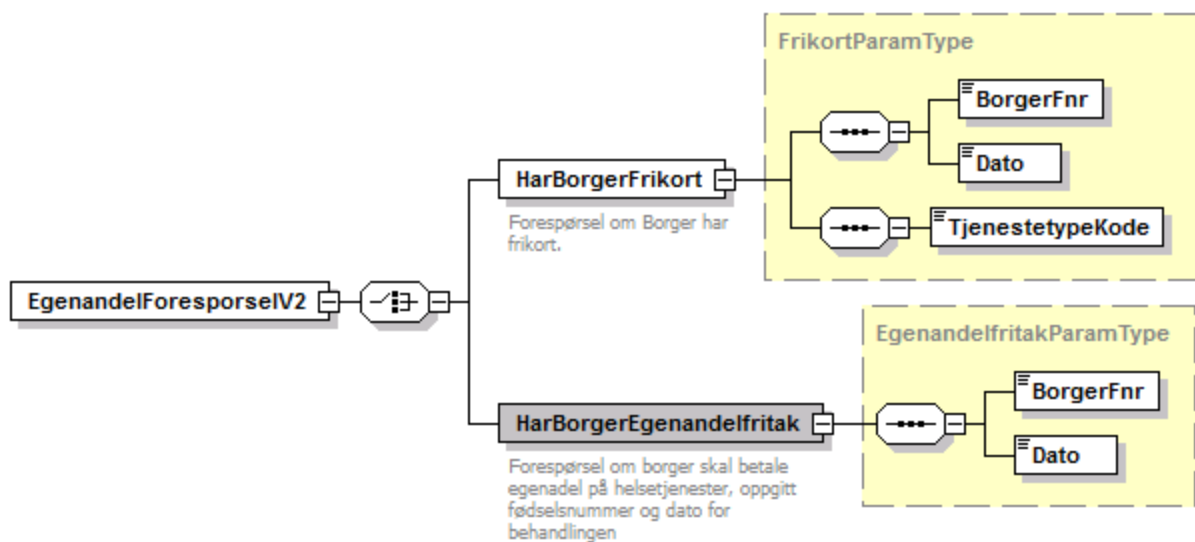 FrikortParamType
BorgerFnr
Dato
HarBorgerFrikort
Forespørsel om Borger har
frikort.
TjenestetypeKode
EgenandelForesporselV2
EgenandelfritakParamType
BorgerFnr
HarBorgerEgenandelfritak
Dato
Forespørsel om borger skal betale
egenadel på helsetjenester, oppgitt
fødselsnummer og dato for
behandlingen